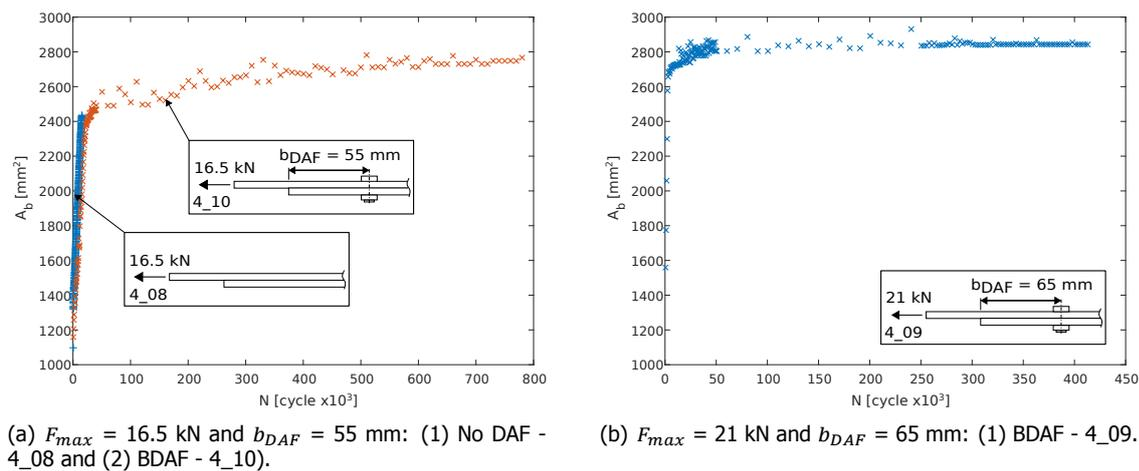 3000
2800
2600
2400
2200
2000
1800
1600
1400
1200
1000
A_b [mm²]
0 100 200 300 400 500 600 700 800
N [cycle x10³]
b_DAF = 55 mm
16.5 kN
4_10
16.5 kN
4_08
3000
2800
2600
2400
2200
2000
1800
1600
1400
1200
1000
A_b [mm²]
0 50 100 150 200 250 300 350 400 450
N [cycle x10³]
b_DAF = 65 mm
21 kN
4_09
(a) F_max = 16.5 kN and b_DAF = 55 mm: (1) No DAF -
4_08 and (2) BDAF - 4_10).
(b) F_max = 21 kN and b_DAF = 65 mm: (1) BDAF - 4_09.